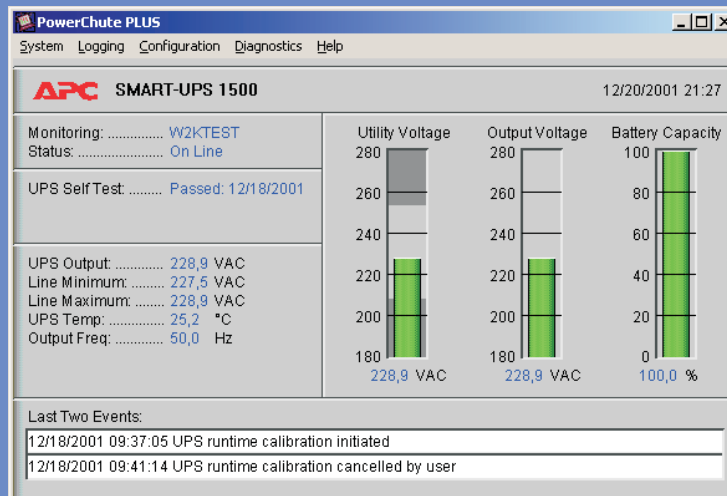 PowerChute PLUS
System Logging Configuration Diagnostics Help
APC SMART-UPS 1500 12/20/2001 21:27
Monitoring: .............. W2KTEST
Status: ....................... On Line
UPS Self Test: ......... Passed: 12/18/2001
UPS Output: ............. 228,9 VAC
Line Minimum: .......... 227,5 VAC
Line Maximum: ......... 228,9 VAC
UPS Temp: ............... 25,2 °C
Output Freq: ............. 50,0 Hz
Utility Voltage
280
260
240
220
200
180
228,9 VAC
Output Voltage
280
260
240
220
200
180
228,9 VAC
Battery Capacity
100
80
60
40
20
0
100,0 %
Last Two Events:
12/18/2001 09:37:05 UPS runtime calibration initiated
12/18/2001 09:41:14 UPS runtime calibration cancelled by user